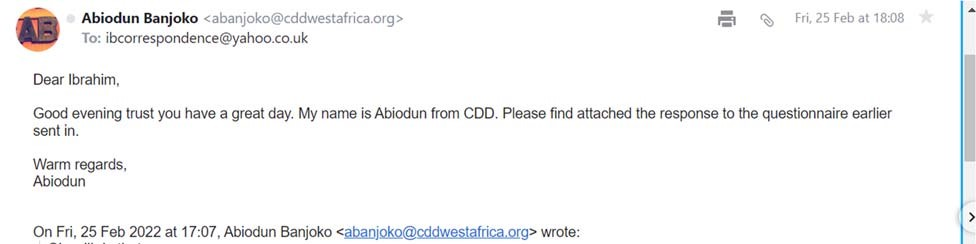 AB
Abiodun Banjoko <abanjoko@cddwestafrica.org>
Fri, 25 Feb at 18:08
To: ibcorrespondence@yahoo.co.uk
Dear Ibrahim,
Good evening trust you have a great day. My name is Abiodun from CDD. Please find attached the response to the questionnaire earlier
sent in.
Warm regards,
Abiodun
On Fri, 25 Feb 2022 at 17:07, Abiodun Banjoko <abanjoko@cddwestafrica.org> wrote: